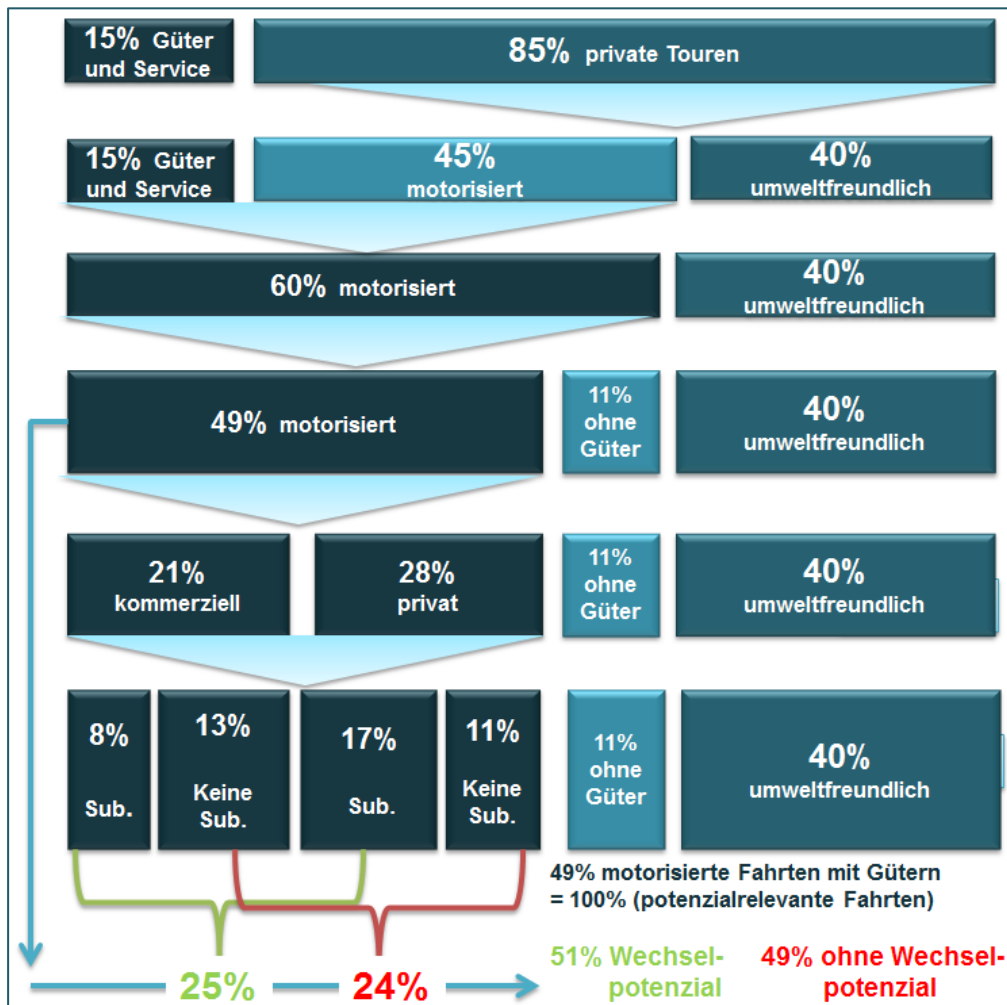 15% Güter
und Service
85% private Touren
15% Güter
und Service
45%
motorisiert
40%
umweltfreundlich
60% motorisiert
40%
umweltfreundlich
49% motorisiert
11%
ohne
Güter
40%
umweltfreundlich
21%
kommerziell
28%
privat
11%
ohne
Güter
40%
umweltfreundlich
8%
Sub.
13%
Keine
Sub.
17%
Sub.
11%
Keine
Sub.
11%
ohne
Güter
40%
umweltfreundlich
49% motorisierte Fahrten mit Gütern
= 100% (potenzialrelevante Fahrten)
25%
24%
51% Wechsel-
potenzial
49% ohne Wechsel-
potenzial